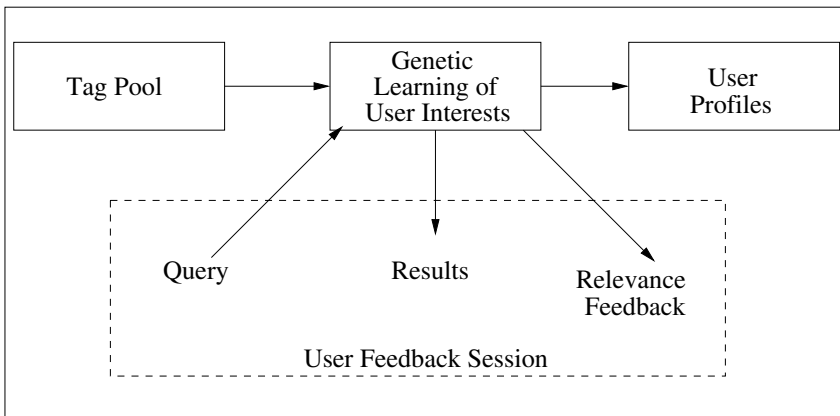 Tag Pool
Genetic
Learning of
User Interests
User
Profiles
Query
Results
Relevance
Feedback
User Feedback Session